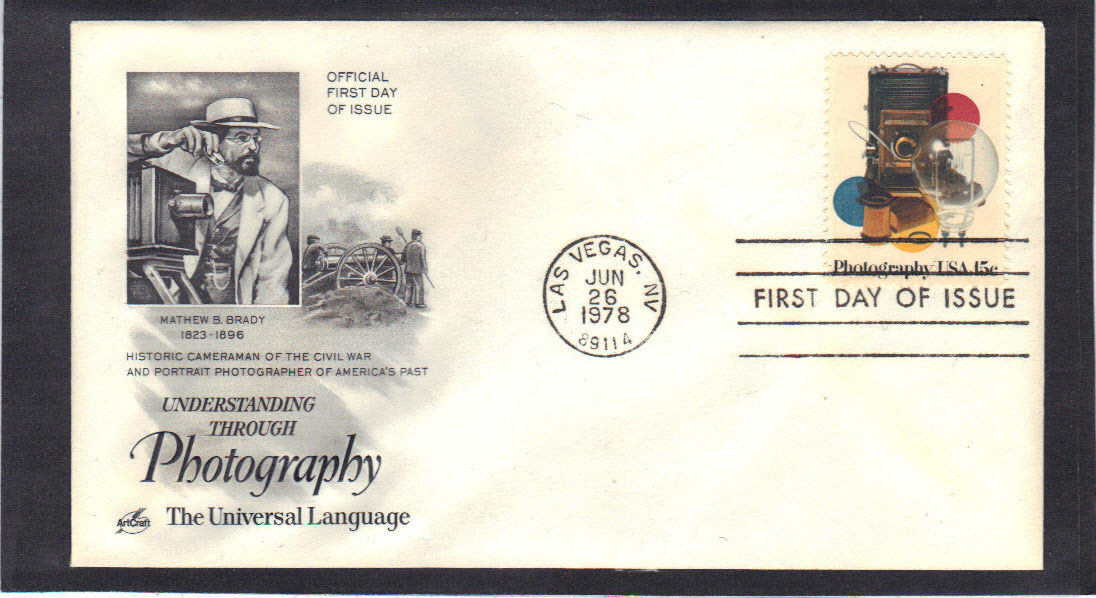 OFFICIAL
FIRST DAY
OF ISSUE
MATHEW B. BRADY
1823-1896
HISTORIC CAMERAMAN OF THE CIVIL WAR
AND PORTRAIT PHOTOGRAPHER OF AMERICA'S PAST
UNDERSTANDING
THROUGH
Photography
The Universal Language
ArtCraft
LAS VEGAS, NV
JUN
26
1978
89114
Photography USA 15c
FIRST DAY OF ISSUE